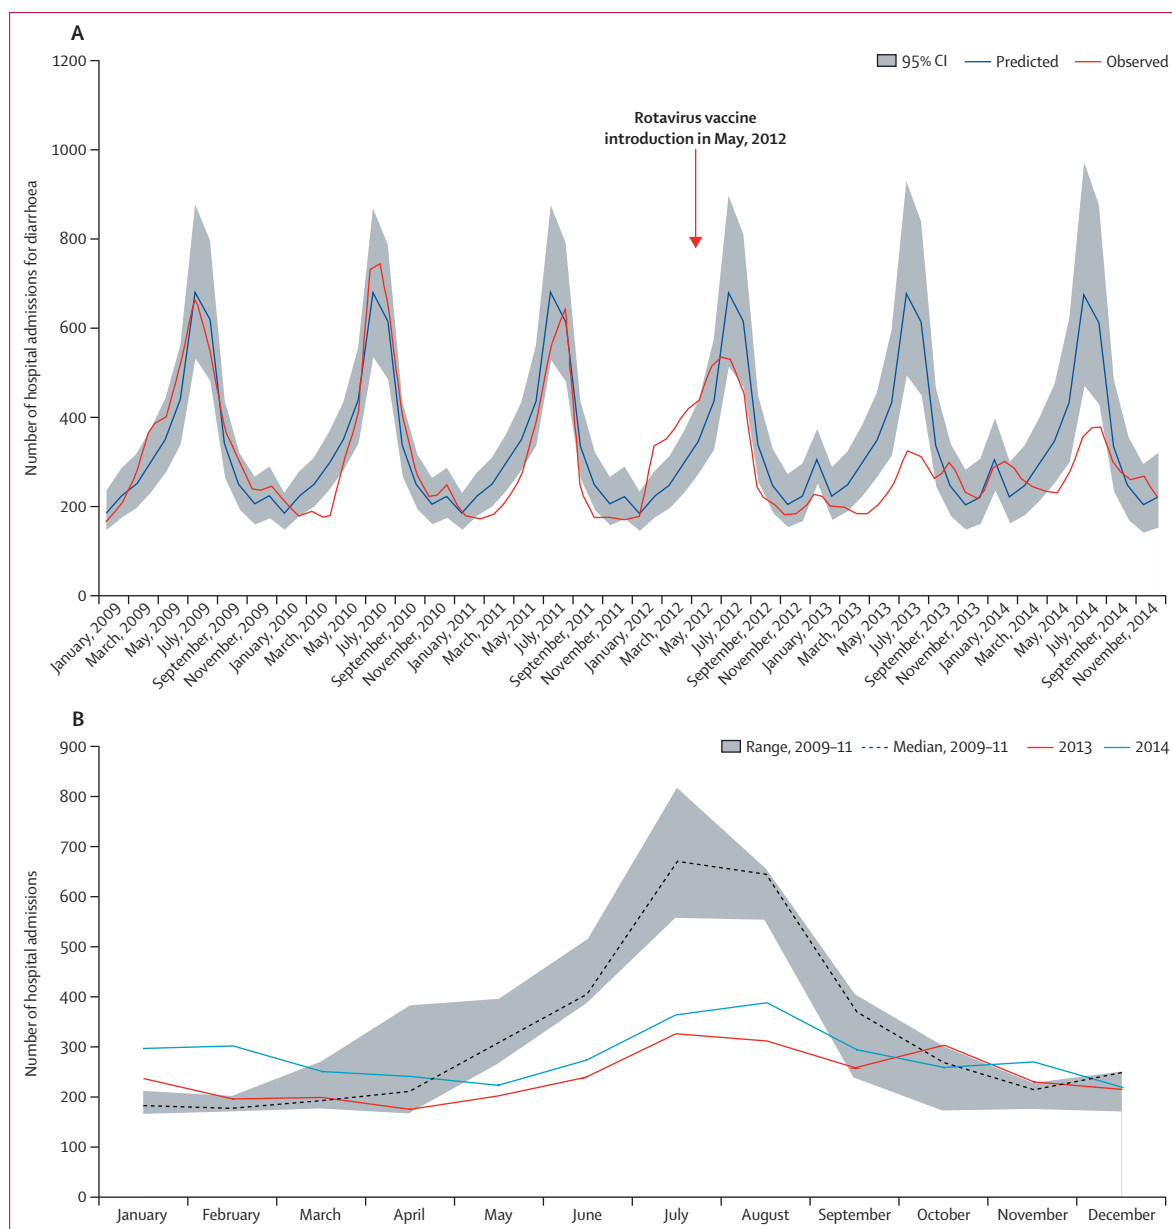 A
1200
1000
800
600
400
200
0
Number of hospital admissions for diarrhoea
95% CI Predicted Observed
Rotavirus vaccine
introduction in May, 2012
January, 2009
March, 2009
May, 2009
July, 2009
September, 2009
November, 2009
January, 2010
March, 2010
May, 2010
July, 2010
September, 2010
November, 2010
January, 2011
March, 2011
May, 2011
July, 2011
September, 2011
November, 2011
January, 2012
March, 2012
May, 2012
July, 2012
September, 2012
November, 2012
January, 2013
March, 2013
May, 2013
July, 2013
September, 2013
November, 2013
January, 2014
March, 2014
May, 2014
July, 2014
September, 2014
November, 2014
B
900
800
700
600
500
400
300
200
100
0
Number of hospital admissions
Range, 2009–11 Median, 2009–11 2013 2014
January February March April May June July August September October November December